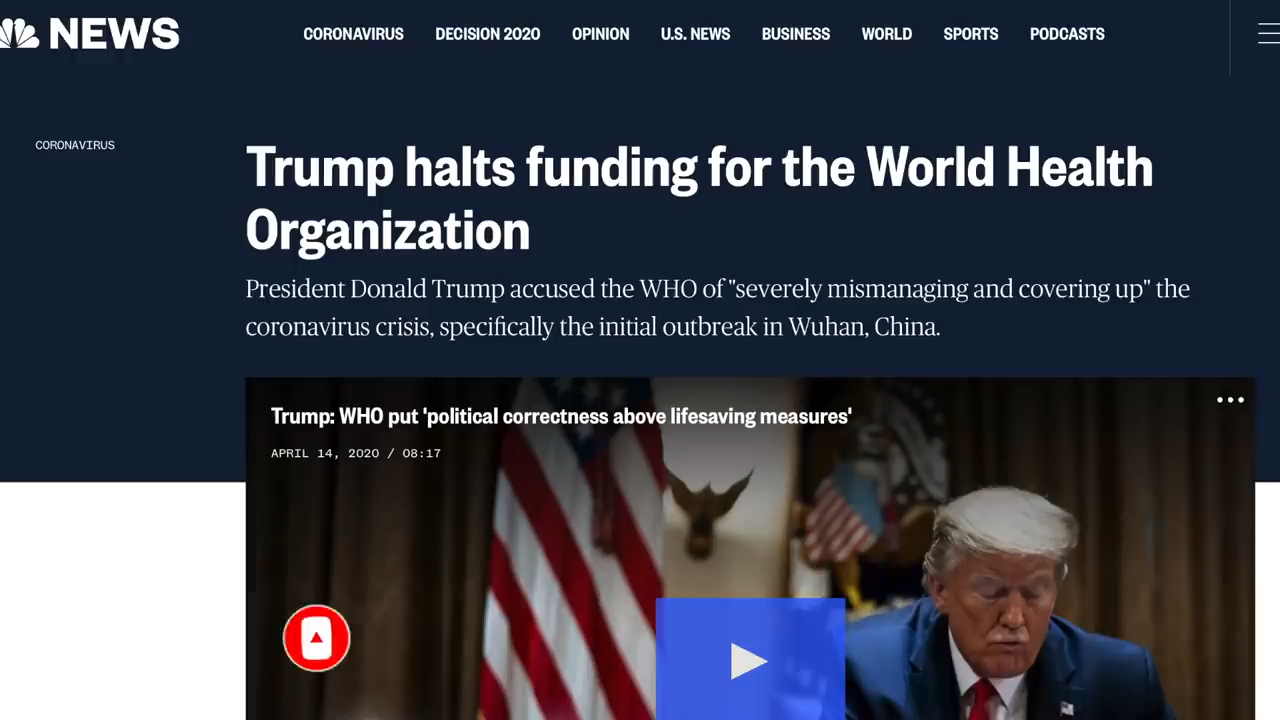 NEWS
CORONAVIRUS DECISION 2020 OPINION U.S. NEWS BUSINESS WORLD SPORTS PODCASTS
CORONAVIRUS
Trump halts funding for the World Health
Organization
President Donald Trump accused the WHO of "severely mismanaging and covering up" the
coronavirus crisis, specifically the initial outbreak in Wuhan, China.
Trump: WHO put 'political correctness above lifesaving measures'
APRIL 14, 2020 / 08:17